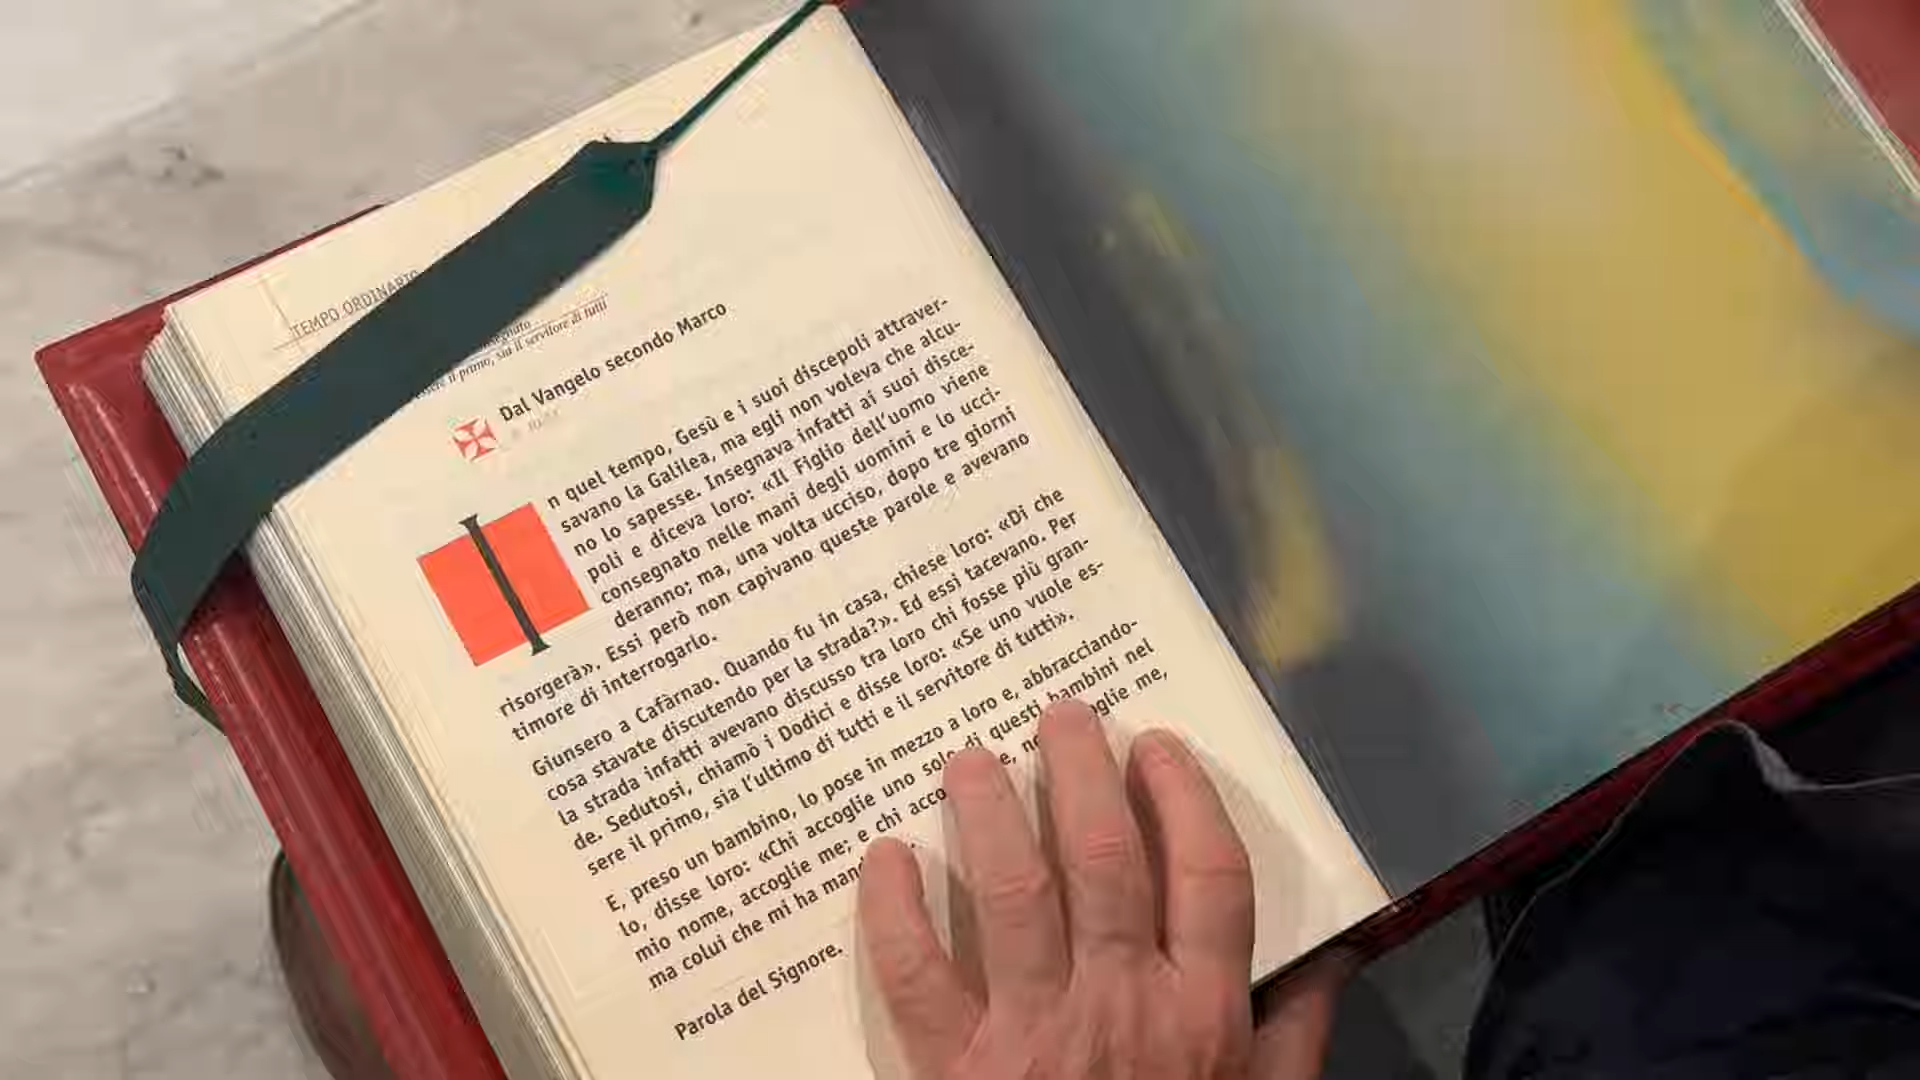 TEMPO ORDINARIO
il primo, sia il servitore di tutti
Dal Vangelo secondo Marco
In quel tempo, Gesù e i suoi discepoli attraver-
savano la Galilea, ma egli non voleva che alcu-
no lo sapesse. Insegnava infatti ai suoi disce-
poli e diceva loro: «Il Figlio dell'uomo viene
consegnato nelle mani degli uomini e lo ucci-
deranno; ma, una volta ucciso, dopo tre giorni
risorgerà». Essi però non capivano queste parole e avevano
timore di interrogarlo.
Giunsero a Cafàrnao. Quando fu in casa, chiese loro: «Di che
cosa stavate discutendo per la strada?». Ed essi tacevano. Per
la strada infatti avevano discusso tra loro chi fosse più gran-
de. Sedutosi, chiamò i Dodici e disse loro: «Se uno vuole es-
sere il primo, sia l'ultimo di tutti e il servitore di tutti».
E, preso un bambino, lo pose in mezzo a loro e, abbracciando-
lo, disse loro: «Chi accoglie uno solo di questi bambini nel
mio nome, accoglie me; e chi acco e, no oglie me,
ma colui che mi ha mand
Parola del Signore.